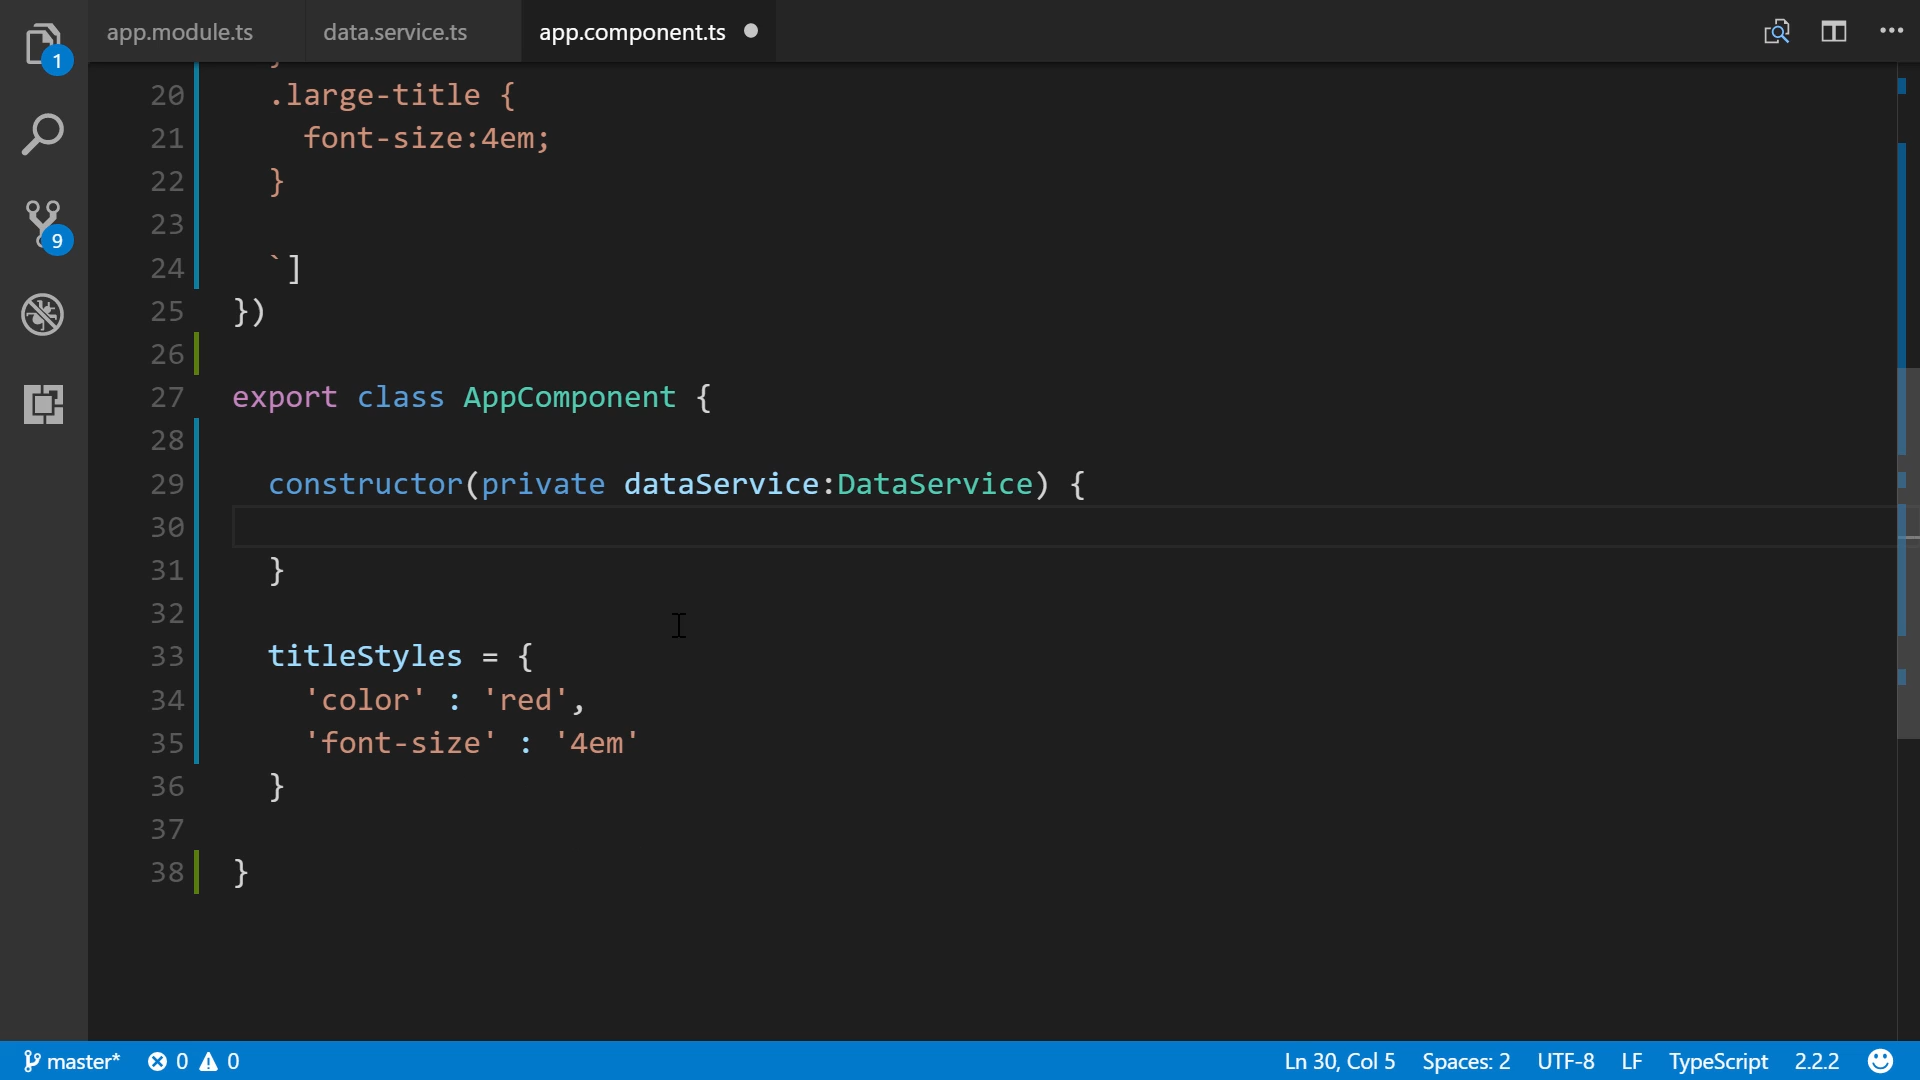 app.module.ts data.service.ts app.component.ts
1
20 .large-title {
21 font-size:4em;
22 }
23
9
24 `]
25 })
26
27 export class AppComponent {
28
29 constructor(private dataService:DataService) {
30
31 }
32
33 titleStyles = {
34 'color' : 'red',
35 'font-size' : '4em'
36 }
37
38 }
master* 0 0 Ln 30, Col 5 Spaces: 2 UTF-8 LF TypeScript 2.2.2